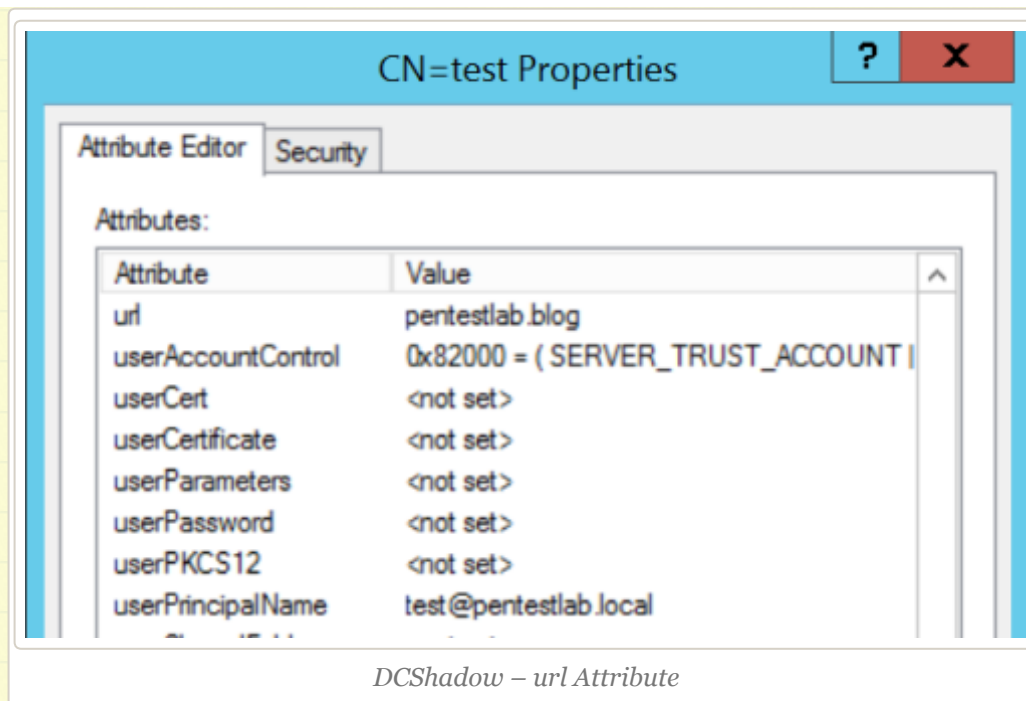 CN=test Properties
? X
Attribute Editor Security
Attributes:
Attribute Value
url pentestlab.blog
userAccountControl 0x82000 = ( SERVER_TRUST_ACCOUNT |
userCert <not set>
userCertificate <not set>
userParameters <not set>
userPassword <not set>
userPKCS12 <not set>
userPrincipalName test@pentestlab.local
DCShadow – url Attribute